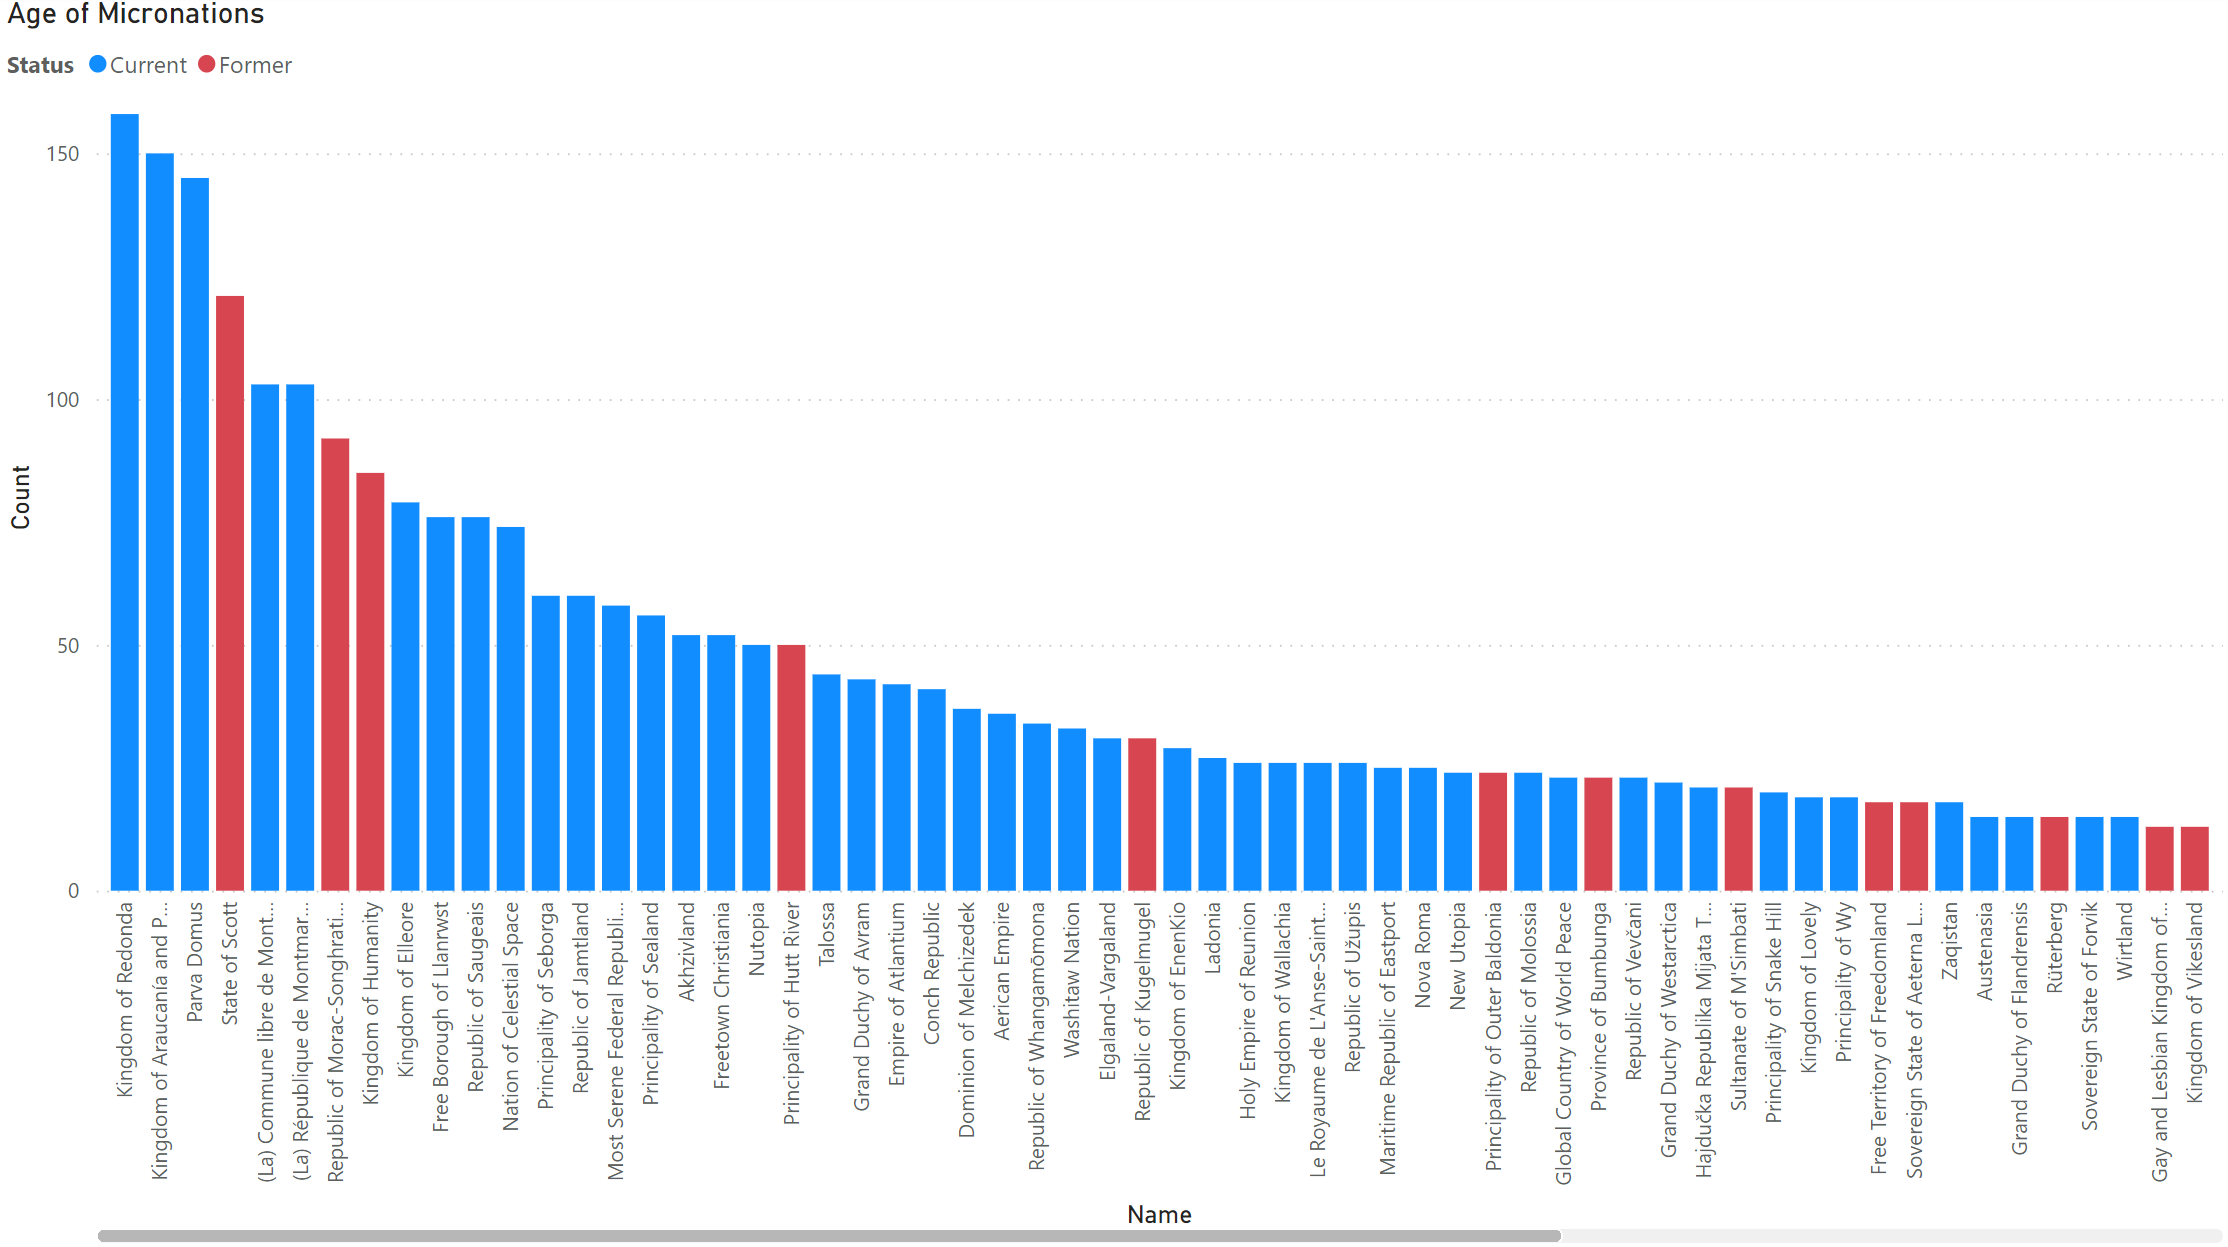 Age of Micronations
Status Current Former
150
100
50
0
Count
Kingdom of Redonda
Kingdom of Araucanía and P...
Parva Domus
State of Scott
(La) Commune libre de Mont...
(La) République de Montmar...
Republic of Morac-Songhrati...
Kingdom of Humanity
Kingdom of Elleore
Free Borough of Llanrwst
Republic of Saugeais
Nation of Celestial Space
Principality of Seborga
Republic of Jamtland
Most Serene Federal Republi...
Principality of Sealand
Akhzivland
Freetown Christiania
Nutopia
Principality of Hutt River
Talossa
Grand Duchy of Avram
Empire of Atlantium
Conch Republic
Dominion of Melchizedek
Aerican Empire
Republic of Whangamōmona
Washitaw Nation
Elgaland-Vargaland
Republic of Kugelmugel
Kingdom of EnenKio
Ladonia
Holy Empire of Reunion
Kingdom of Wallachia
Le Royaume de L'Anse-Saint...
Republic of Užupis
Maritime Republic of Eastport
Nova Roma
New Utopia
Principality of Outer Baldonia
Republic of Molossia
Global Country of World Peace
Province of Bumbunga
Republic of Vevčani
Grand Duchy of Westarctica
Hajdučka Republika Mijata T...
Sultanate of M'Simbati
Principality of Snake Hill
Kingdom of Lovely
Principality of Wy
Free Territory of Freedomland
Sovereign State of Aeterna L...
Zaqistan
Austenasia
Grand Duchy of Flandrensis
Rüterberg
Sovereign State of Forvik
Wirtland
Gay and Lesbian Kingdom of...
Kingdom of Vikesland
Name